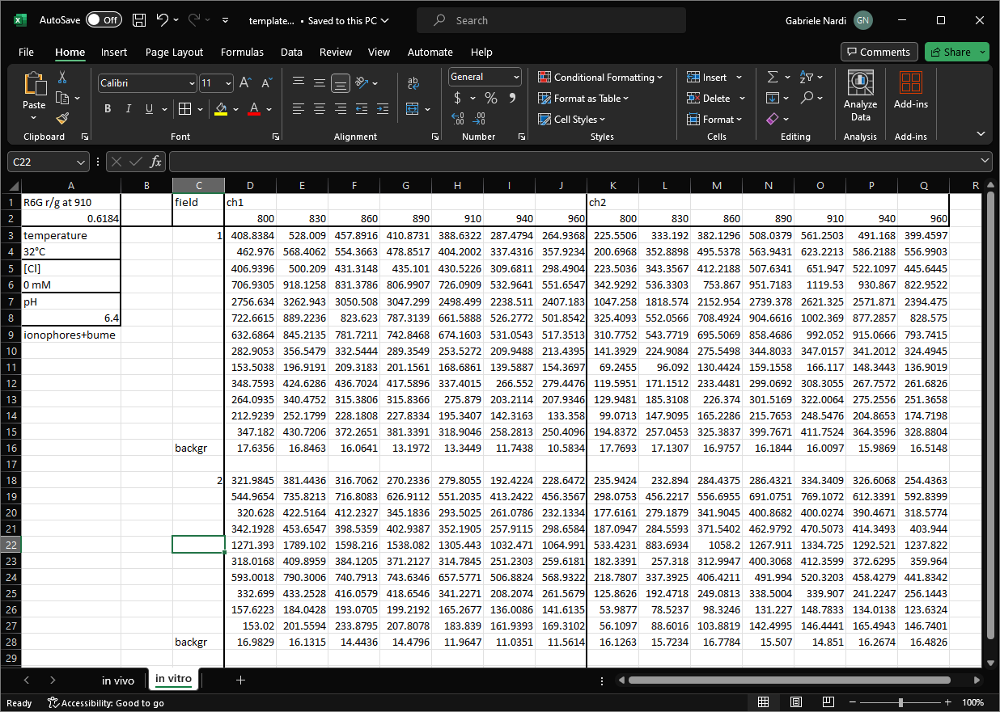 AutoSave Off template... • Saved to this PC Search Gabriele Nardi GN
File Home Insert Page Layout Formulas Data Review View Automate Help Comments Share
Paste Calibri 11 A A ab General Conditional Formatting Insert Analyze Data Add-ins
B I U A $ % 9 Format as Table Delete
Cell Styles Format
Clipboard Font Alignment Number Styles Cells Editing Analysis Add-ins
C22 fx
A B C D E F G H I J K L M N O P Q R
1 R6G r/g at 910 field ch1 ch2
2 0.6184 800 830 860 890 910 940 960 800 830 860 890 910 940 960
3 temperature 1 408.8384 528.009 457.8916 410.8731 388.6322 287.4794 264.9368 225.5506 333.192 382.1296 508.0379 561.2503 491.168 399.4597
4 32°C 462.976 568.4062 554.3663 478.8517 404.2002 337.4316 357.9234 200.6968 352.8898 495.5378 563.9431 623.2213 586.2188 556.9903
5 [Cl] 406.9396 500.209 431.3148 435.101 430.5226 309.6811 298.4904 223.5036 343.3567 412.2188 507.6341 651.947 522.1097 445.6445
6 0 mM 706.9305 918.1258 831.3786 806.9907 726.0909 532.9641 551.6547 342.9292 536.3303 753.867 951.7183 1119.53 930.867 822.9522
7 pH 2756.634 3262.943 3050.508 3047.299 2498.499 2238.511 2407.183 1047.258 1818.574 2152.954 2739.378 2621.325 2571.871 2394.475
8 6.4 722.6615 889.2236 823.623 787.3139 661.5888 526.2772 501.8542 325.4093 552.0566 708.4924 904.6616 1002.369 877.2857 828.575
9 ionophores+bume 632.6864 845.2135 781.7211 742.8468 674.1603 531.0543 517.3513 310.7752 543.7719 695.5069 858.4686 992.052 915.0666 793.7415
10 282.9053 356.5479 332.5444 289.3549 253.5272 209.9488 213.4395 141.3929 224.9084 275.5498 344.8033 347.0157 341.2012 324.4945
11 153.5038 196.9191 209.3183 201.1561 168.6861 139.5887 154.3697 69.2455 96.092 130.4424 159.1558 166.117 148.3443 136.9019
12 348.7593 424.6286 436.7024 417.5896 337.4015 266.552 279.4476 119.5951 171.1512 233.4481 299.0692 308.3055 267.7572 261.6826
13 264.0935 340.4752 315.3806 315.8366 275.879 203.2114 207.9346 129.9481 185.3108 226.374 301.5169 322.0064 275.2556 251.3658
14 212.9239 252.1799 228.1808 227.8334 195.3407 142.3163 133.358 99.0713 147.9095 165.2286 215.7653 248.5476 204.8653 174.7198
15 347.182 430.7206 372.2651 381.3391 318.9046 258.2813 250.4096 194.8372 257.0453 325.3837 399.7671 411.7524 364.3596 328.8804
16 backgr 17.6356 16.8463 16.0641 13.1972 13.3449 11.7438 10.5834 17.7693 17.1307 16.9757 16.1844 16.0097 15.9869 16.5148
17
18 2 321.9845 381.4436 316.7062 270.2336 279.8055 192.4224 228.6472 235.9424 232.894 284.4375 286.4321 334.3409 326.6068 254.4363
19 544.9654 735.8213 716.8083 626.9112 551.2035 413.2422 456.3567 298.0753 456.2217 556.6955 691.0751 769.1072 612.3391 592.8399
20 320.628 422.5164 412.2327 345.1836 293.5025 261.0786 232.1334 177.6161 279.1879 341.9045 400.8682 400.0274 390.4671 318.5774
21 342.1928 453.6547 398.5359 402.9387 352.1905 257.9115 298.6584 187.0947 284.5593 371.5402 462.9792 470.5073 414.3493 403.944
22 1271.393 1789.102 1598.216 1538.082 1305.443 1032.471 1064.991 533.4231 883.6934 1058.2 1267.911 1334.725 1292.521 1237.822
23 318.0168 409.8959 384.1205 371.2127 314.7845 251.2303 259.6181 182.3391 257.318 312.9947 400.3068 412.3599 372.6295 359.964
24 593.0018 790.3006 740.7913 743.6346 657.5771 506.8824 568.9322 218.7807 337.3925 406.4211 491.994 520.3203 458.4279 441.8342
25 332.699 433.2528 416.0579 418.6546 341.2271 208.2074 261.5679 125.8626 192.4718 249.0813 338.5004 339.907 241.2247 256.1443
26 157.6223 184.0428 193.0705 199.2192 165.2677 136.0086 141.6135 53.9877 78.5237 98.3246 131.227 148.7833 134.0138 123.6324
27 153.02 201.5594 233.8795 207.8078 183.839 161.9393 169.3102 56.1097 88.6016 103.8819 142.4995 146.4441 165.4943 146.7401
28 backgr 16.9829 16.1315 14.4436 14.4796 11.9647 11.0351 11.5614 16.1263 15.7234 16.7784 15.507 14.851 16.2674 16.4826
29
in vivo in vitro
Ready Accessibility: Good to go 100%